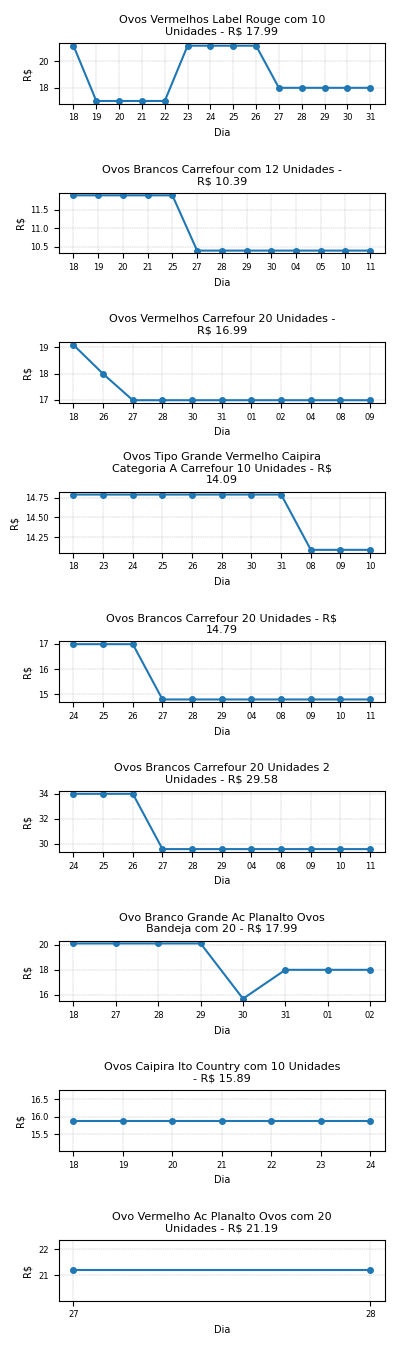 Ovos Vermelhos Label Rouge com 10
Unidades - R$ 17.99
R$
20
18
18 19 20 21 22 23 24 25 26 27 28 29 30 31
Dia
Ovos Brancos Carrefour com 12 Unidades -
R$ 10.39
R$
11.5
11.0
10.5
18 19 20 21 25 27 28 29 30 04 05 10 11
Dia
Ovos Vermelhos Carrefour 20 Unidades -
R$ 16.99
R$
19
18
17
18 26 27 28 30 31 01 02 04 08 09
Dia
Ovos Tipo Grande Vermelho Caipira
Categoria A Carrefour 10 Unidades - R$
14.09
R$
14.75
14.50
14.25
18 23 24 25 26 28 30 31 08 09 10
Dia
Ovos Brancos Carrefour 20 Unidades - R$
14.79
R$
17
16
15
24 25 26 27 28 29 04 08 09 10 11
Dia
Ovos Brancos Carrefour 20 Unidades 2
Unidades - R$ 29.58
R$
34
32
30
24 25 26 27 28 29 04 08 09 10 11
Dia
Ovo Branco Grande Ac Planalto Ovos
Bandeja com 20 - R$ 17.99
R$
20
18
16
18 27 28 29 30 31 01 02
Dia
Ovos Caipira Ito Country com 10 Unidades
- R$ 15.89
R$
16.5
16.0
15.5
18 19 20 21 22 23 24
Dia
Ovo Vermelho Ac Planalto Ovos com 20
Unidades - R$ 21.19
R$
22
21
27 28
Dia